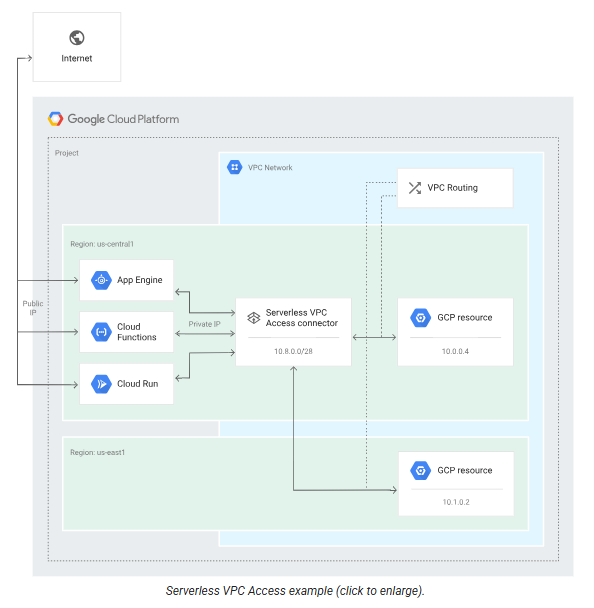 Internet
Google Cloud Platform
Project
VPC Network
VPC Routing
Region: us-central1
App Engine
Public
IP
Cloud
Functions
Private IP
Serverless VPC
Access connector
10.8.0.0/28
GCP resource
10.0.0.4
Cloud Run
Region: us-east1
GCP resource
10.1.0.2
Serverless VPC Access example (click to enlarge).